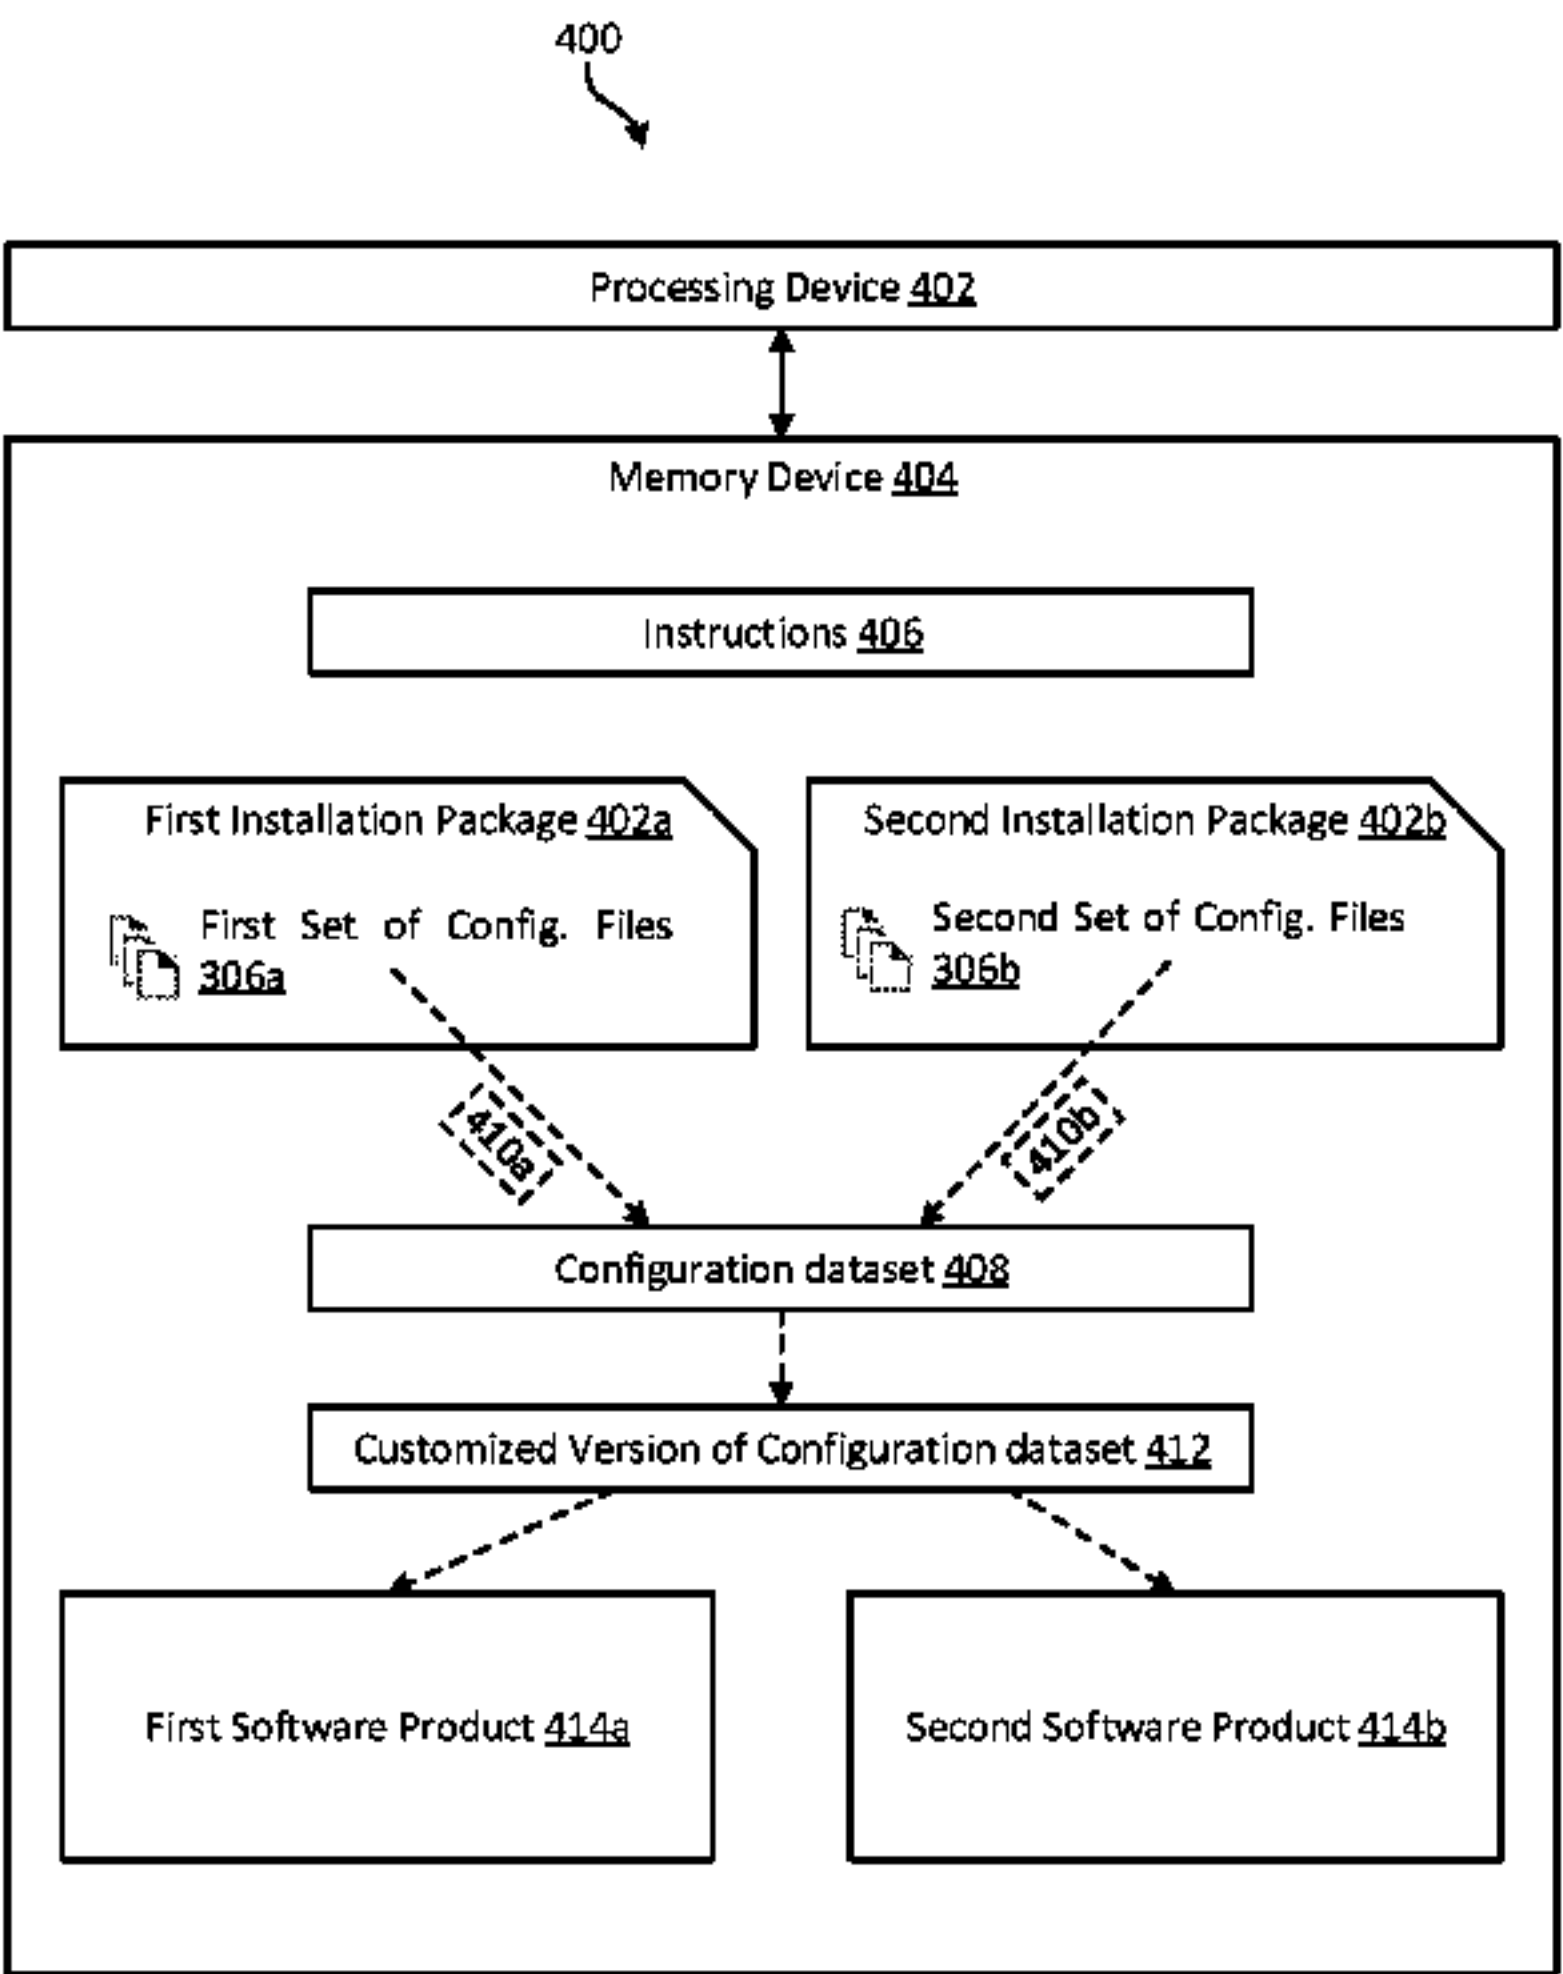 400
Processing Device 402
Memory Device 404
Instructions 406
First Installation Package 402a
Second Installation Package 402b
First Set of Config. Files
306a
Second Set of Config. Files
306b
410a
410b
Configuration dataset 408
Customized Version of Configuration dataset 412
First Software Product 414a
Second Software Product 414b